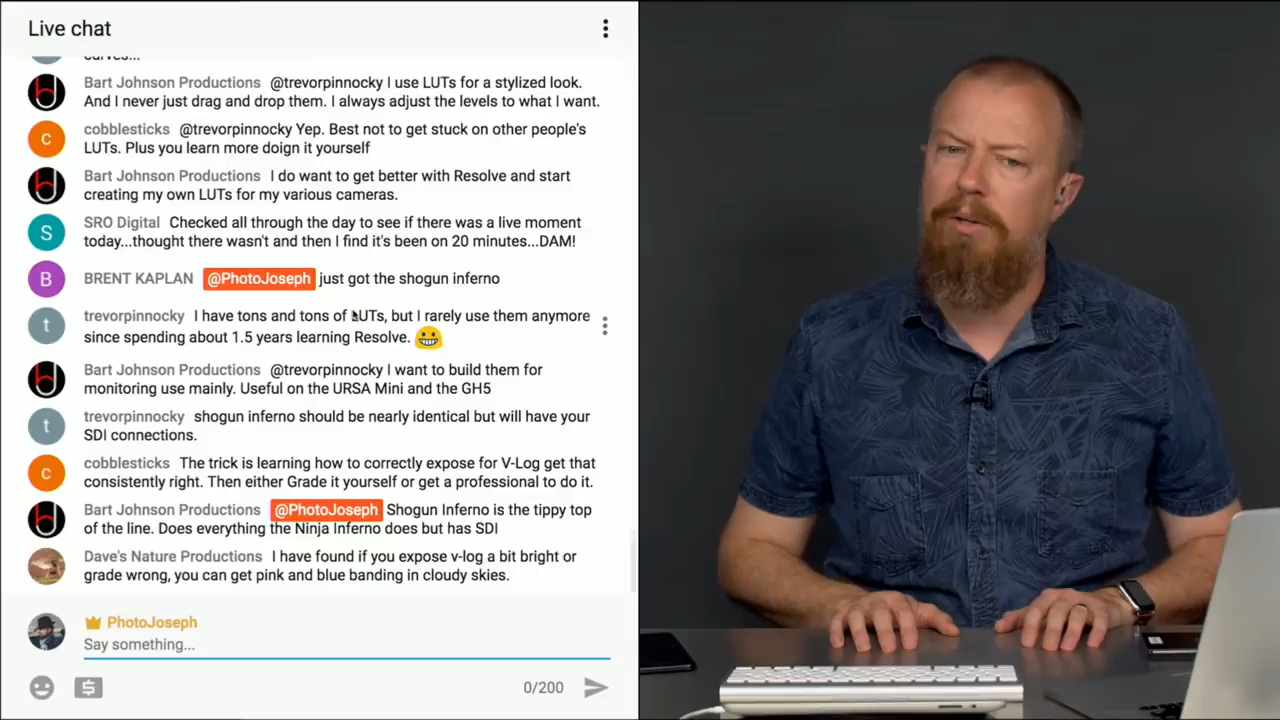 Live chat
curves...
Bart Johnson Productions @trevorpinnocky I use LUTs for a stylized look.
And I never just drag and drop them. I always adjust the levels to what I want.
cobblesticks @trevorpinnocky Yep. Best not to get stuck on other people's
LUTs. Plus you learn more doign it yourself
Bart Johnson Productions I do want to get better with Resolve and start
creating my own LUTs for my various cameras.
SRO Digital Checked all through the day to see if there was a live moment
today...thought there wasn't and then I find it's been on 20 minutes...DAM!
BRENT KAPLAN @PhotoJoseph just got the shogun inferno
trevorpinnocky I have tons and tons of LUTs, but I rarely use them anymore
since spending about 1.5 years learning Resolve.
Bart Johnson Productions @trevorpinnocky I want to build them for
monitoring use mainly. Useful on the URSA Mini and the GH5
trevorpinnocky shogun inferno should be nearly identical but will have your
SDI connections.
cobblesticks The trick is learning how to correctly expose for V-Log get that
consistently right. Then either Grade it yourself or get a professional to do it.
Bart Johnson Productions @PhotoJoseph Shogun Inferno is the tippy top
of the line. Does everything the Ninja Inferno does but has SDI
Dave's Nature Productions I have found if you expose v-log a bit bright or
grade wrong, you can get pink and blue banding in cloudy skies.
PhotoJoseph
Say something...
0/200